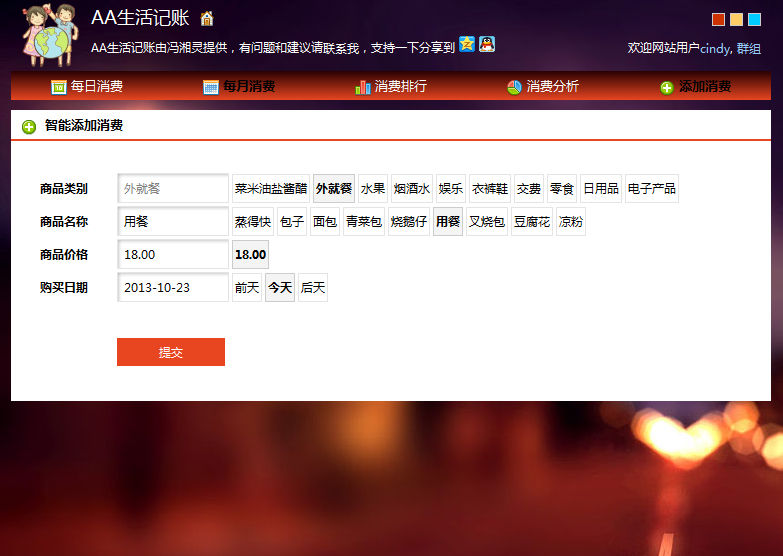 AA生活记账
AA生活记账由冯湘灵提供，有问题和建议请联系我，支持一下分享到
欢迎网站用户cindy, 群组
每日消费 每月消费 消费排行 消费分析 添加消费
智能添加消费
商品类别 外就餐 菜米油盐酱醋 外就餐 水果 烟酒水 娱乐 衣裤鞋 交费 零食 日用品 电子产品
商品名称 用餐 蒸得快 包子 面包 青菜包 烧鹅仔 用餐 叉烧包 豆腐花 凉粉
商品价格 18.00 18.00
购买日期 2013-10-23 前天 今天 后天
提交